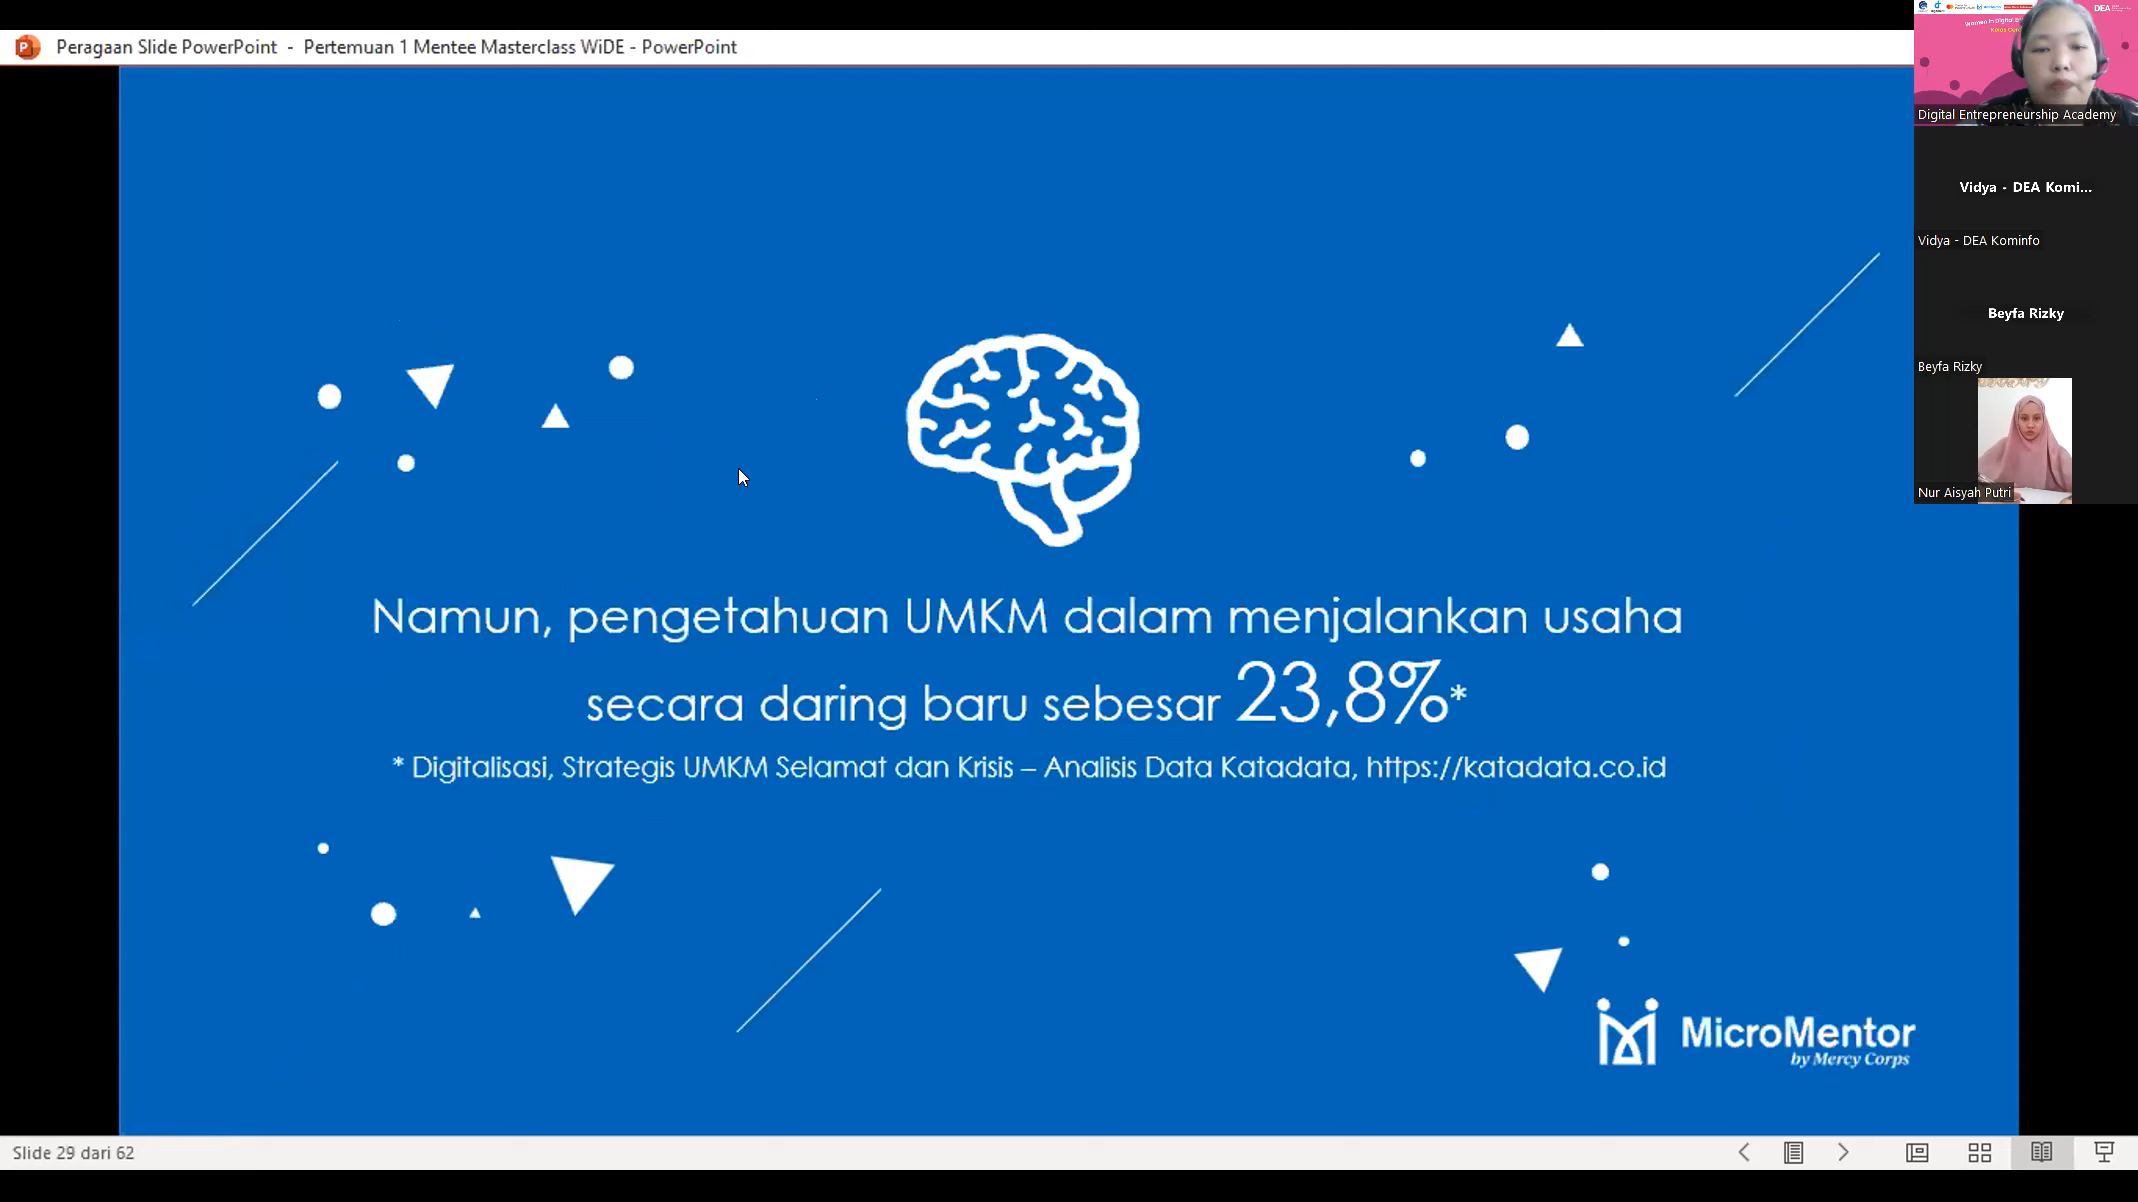 Peragaan Slide PowerPoint - Pertemuan 1 Mentee Masterclass WiDE - PowerPoint
Namun, pengetahuan UMKM dalam menjalankan usaha
secara daring baru sebesar 23,8%*
* Digitalisasi, Strategis UMKM Selamat dan Krisis – Analisis Data Katadata, https://katadata.co.id
MicroMentor
by Mercy Corps
DEA
Digital Entrepreneurship Academy
Vidya - DEA Komi...
Vidya - DEA Kominfo
Beyfa Rizky
Beyfa Rizky
Nur Aisyah Putri
Slide 29 dari 62